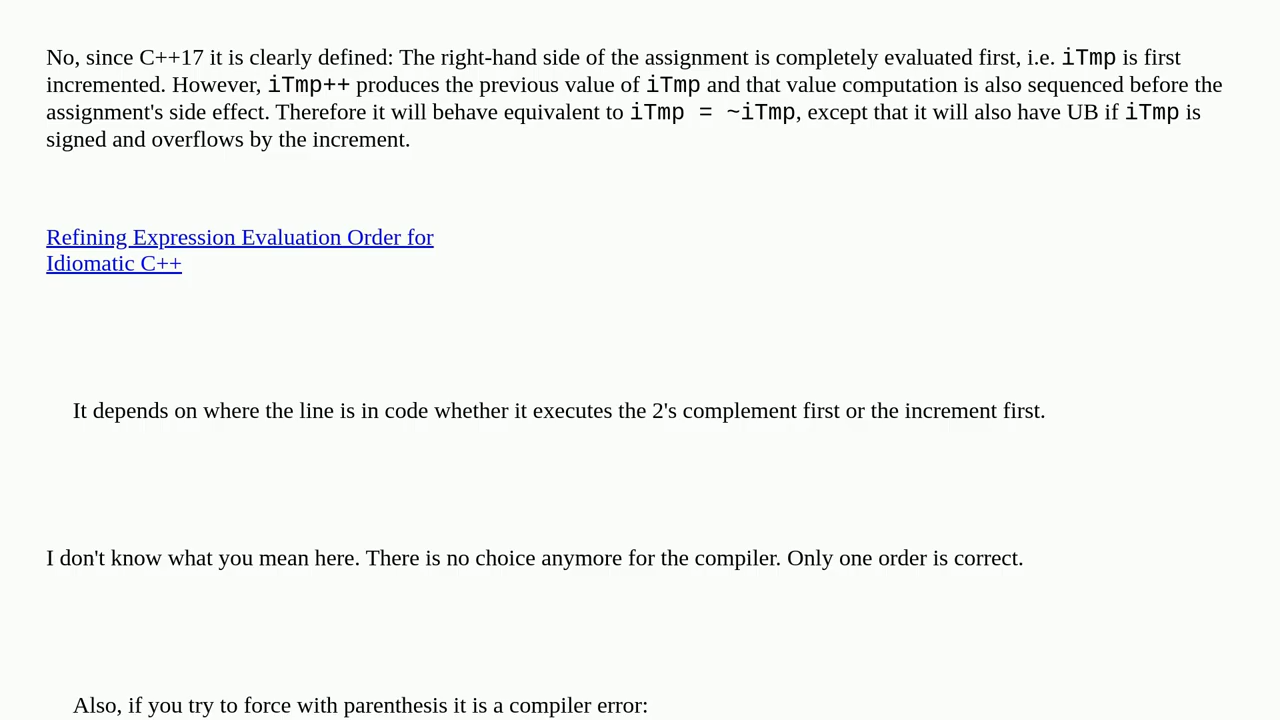 No, since C++17 it is clearly defined: The right-hand side of the assignment is completely evaluated first, i.e. iTmp is first
incremented. However, iTmp++ produces the previous value of iTmp and that value computation is also sequenced before the
assignment's side effect. Therefore it will behave equivalent to iTmp = ~iTmp, except that it will also have UB if iTmp is
signed and overflows by the increment.
Refining Expression Evaluation Order for
Idiomatic C++
It depends on where the line is in code whether it executes the 2's complement first or the increment first.
I don't know what you mean here. There is no choice anymore for the compiler. Only one order is correct.
Also, if you try to force with parenthesis it is a compiler error: